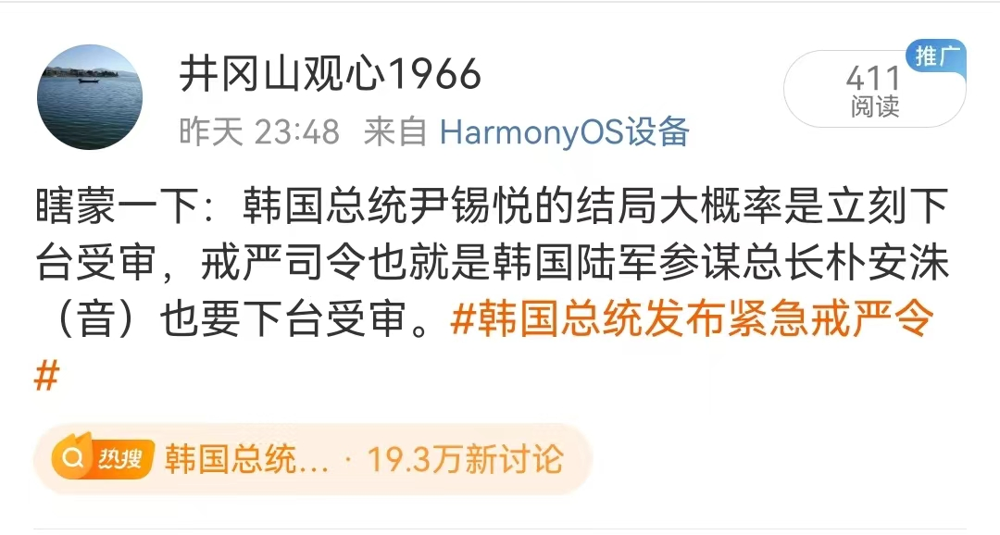 井冈山观心1966
推广
411
阅读
昨天 23:48 来自 HarmonyOS设备
瞎蒙一下：韩国总统尹锡悦的结局大概率是立刻下
台受审，戒严司令也就是韩国陆军参谋总长朴安洙
（音）也要下台受审。#韩国总统发布紧急戒严令
#
热搜 韩国总统... · 19.3万新讨论